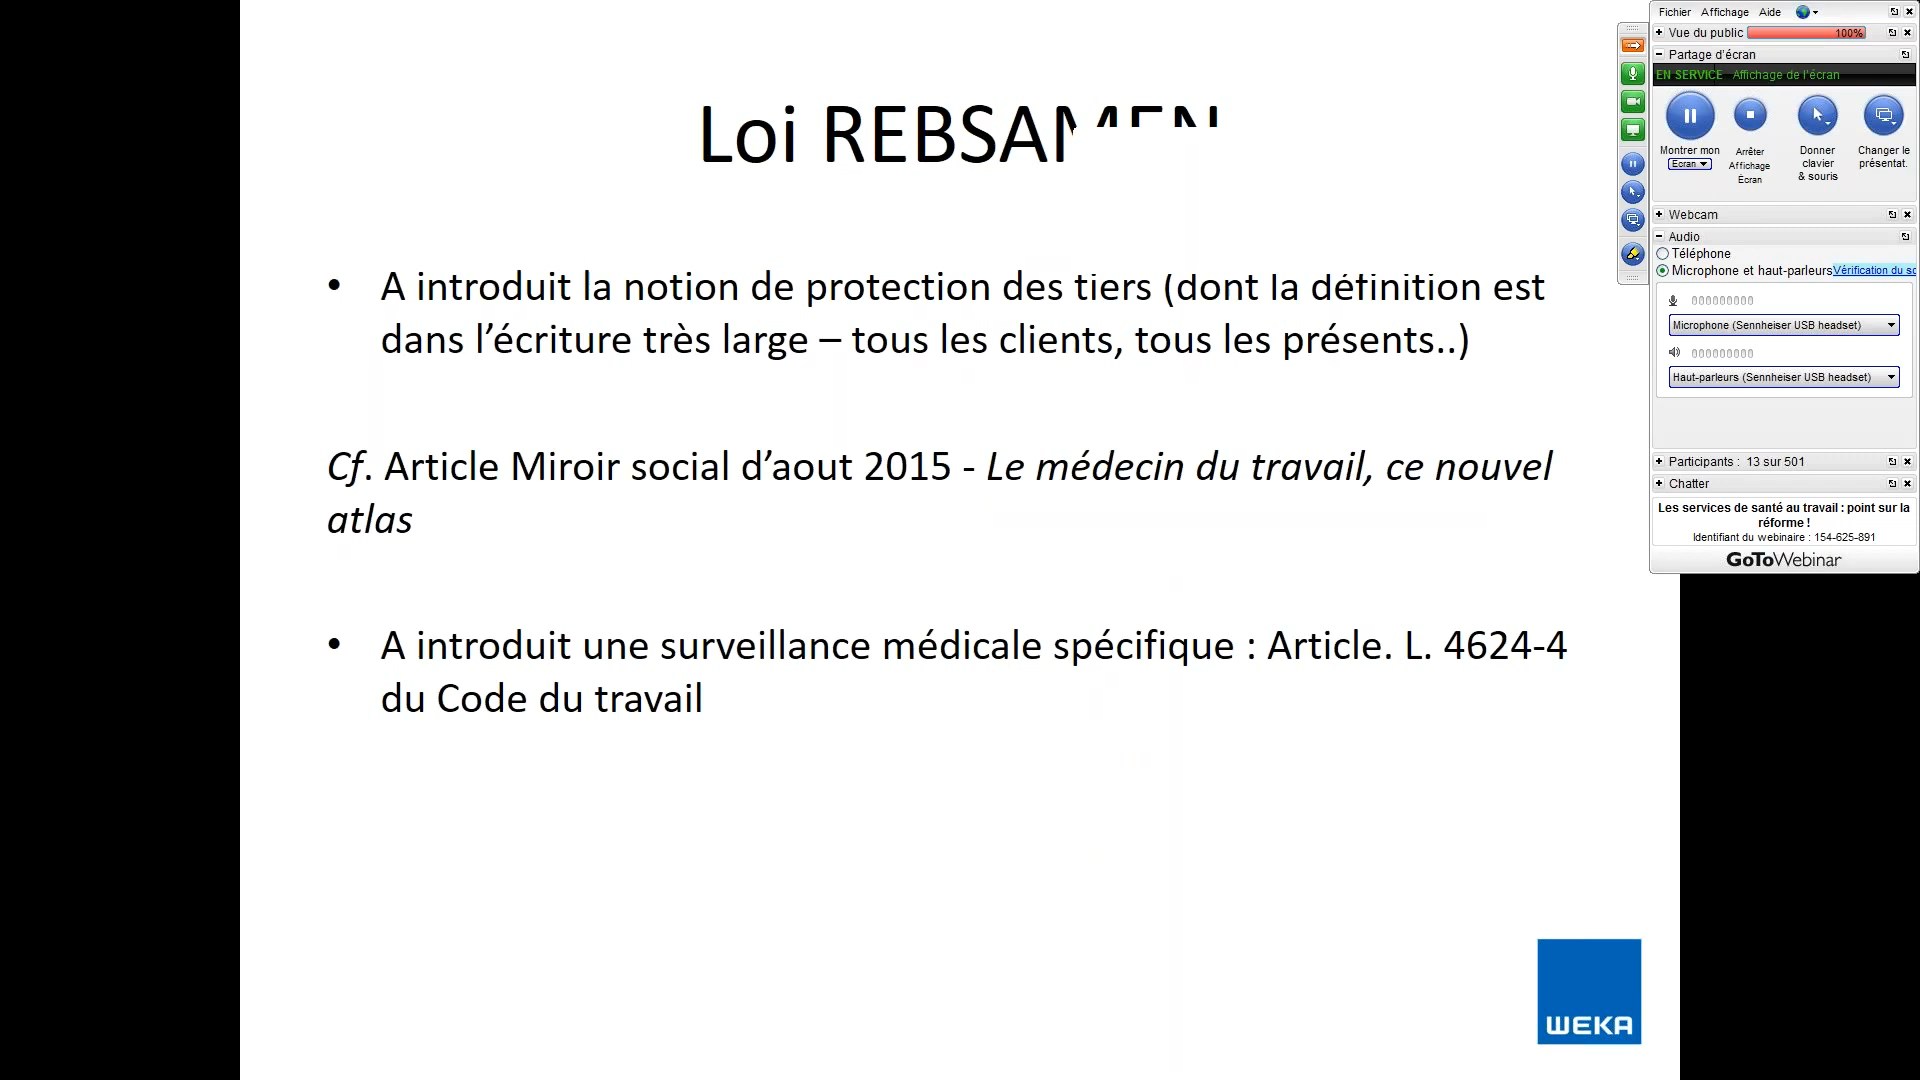 Loi REBSAMEN
• A introduit la notion de protection des tiers (dont la définition est
dans l’écriture très large – tous les clients, tous les présents..)
Cf. Article Miroir social d’aout 2015 - Le médecin du travail, ce nouvel
atlas
• A introduit une surveillance médicale spécifique : Article. L. 4624-4
du Code du travail
WEKA
Fichier Affichage Aide
Vue du public 100%
Partage d'écran
EN SERVICE Affichage de l'écran
Montrer mon
Ecran
Arrêter
Affichage
Écran
Donner
clavier
& souris
Changer le
présentat.
Webcam
Audio
Téléphone
Microphone et haut-parleurs Vérification du sc
000000000
Microphone (Sennheiser USB headset)
000000000
Haut-parleurs (Sennheiser USB headset)
Participants : 13 sur 501
Chatter
Les services de santé au travail : point sur la
réforme !
Identifiant du webinaire : 154-625-891
GoToWebinar